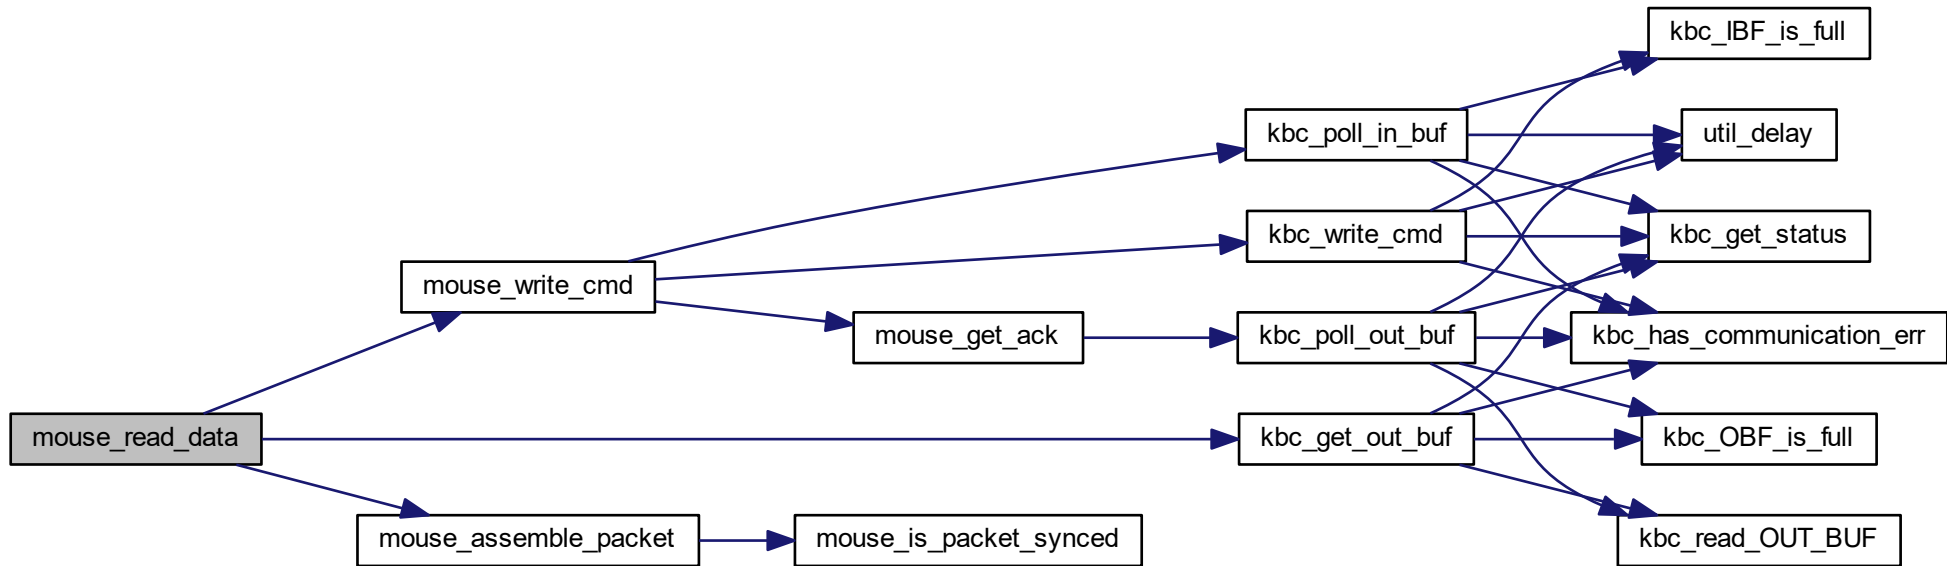 kbc_IBF_is_full
kbc_poll_in_buf
util_delay
kbc_write_cmd
kbc_get_status
mouse_write_cmd
mouse_get_ack
kbc_poll_out_buf
kbc_has_communication_err
mouse_read_data
kbc_get_out_buf
kbc_OBF_is_full
mouse_assemble_packet
mouse_is_packet_synced
kbc_read_OUT_BUF